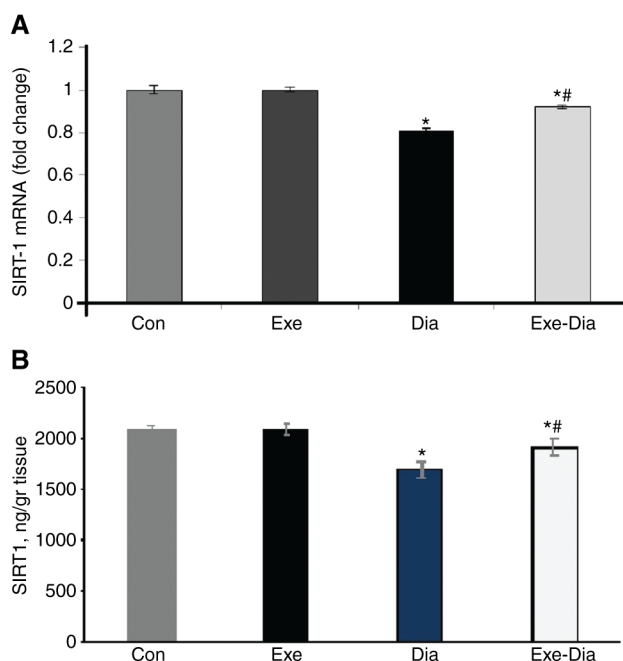 A
SIRT-1 mRNA (fold change)
1.2
1
0.8
0.6
0.4
0.2
0
*
*#
Con Exe Dia Exe-Dia
B
SIRT1, ng/gr tissue
2500
2000
1500
1000
500
0
*
*#
Con Exe Dia Exe-Dia